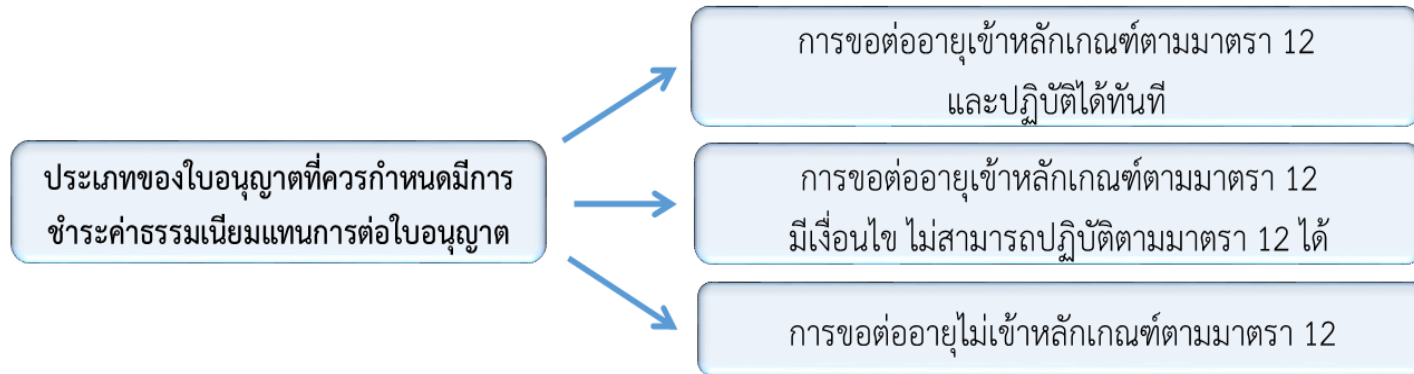 การขอต่ออายุเข้าหลักเกณฑ์ตามมาตรา 12
และปฏิบัติได้ทันที
ประเภทของใบอนุญาตที่ควรกำหนดมีการ
ชำระค่าธรรมเนียมแทนการต่อใบอนุญาต
การขอต่ออายุเข้าหลักเกณฑ์ตามมาตรา 12
มีเงื่อนไข ไม่สามารถปฏิบัติตามมาตรา 12 ได้
การขอต่ออายุไม่เข้าหลักเกณฑ์ตามมาตรา 12